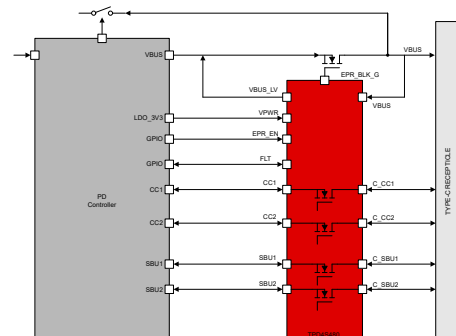 VBUS
VBUS
EPR_BLK_G
VBUS_LV
VBUS
LDO_3V3
VPWR
GPIO
EPR_EN
GPIO
FLT
PD
Controller
CC1
CC1
C_CC1
CC2
CC2
C_CC2
SBU1
SBU1
C_SBU1
SBU2
SBU2
C_SBU2
TYPE-C RECEPTICLE